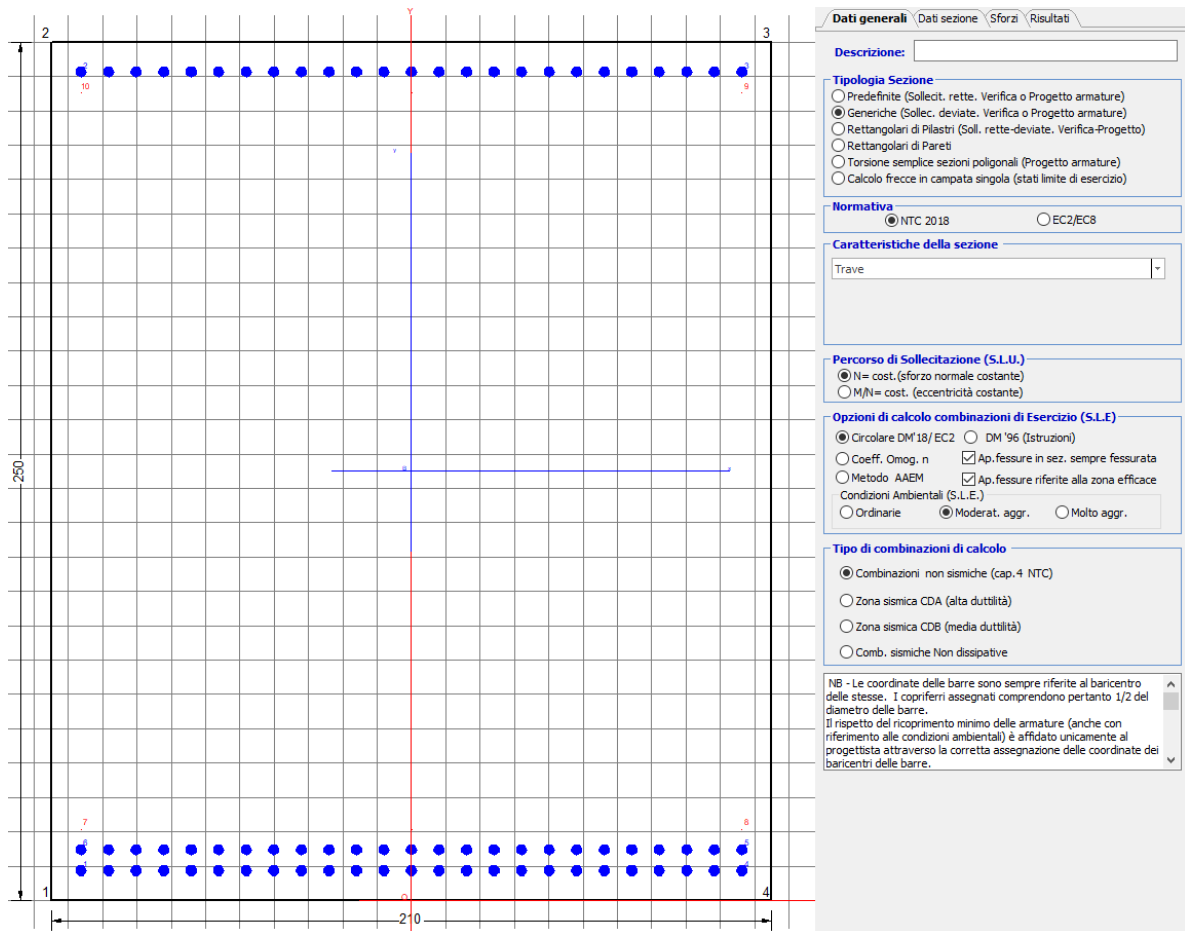 Y
2
3
2
3
10
9
y
250
G
x
7
8
6
5
1
4
1
O
4
210
Dati generali
Dati sezione
Sforzi
Risultati
Descrizione:
Tipologia Sezione
Predefinite (Sollecit. rette. Verifica o Progetto armature)
Generiche (Sollec. deviate. Verifica o Progetto armature)
Rettangolari di Pilastri (Soll. rette-deviate. Verifica-Progetto)
Rettangolari di Pareti
Torsione semplice sezioni poligonali (Progetto armature)
Calcolo frecce in campata singola (stati limite di esercizio)
Normativa
NTC 2018
EC2/EC8
Caratteristiche della sezione
Trave
Percorso di Sollecitazione (S.L.U.)
N= cost.(sforzo normale costante)
M/N= cost. (eccentricità costante)
Opzioni di calcolo combinazioni di Esercizio (S.L.E)
Circolare DM'18/ EC2
DM '96 (Istruzioni)
Coeff. Omog. n
Ap.fessure in sez. sempre fessurata
Metodo AAEM
Ap.fessure riferite alla zona efficace
Condizioni Ambientali (S.L.E.)
Ordinarie
Moderat. aggr.
Molto aggr.
Tipo di combinazioni di calcolo
Combinazioni non sismiche (cap.4 NTC)
Zona sismica CDA (alta duttilità)
Zona sismica CDB (media duttilità)
Comb. sismiche Non dissipative
NB - Le coordinate delle barre sono sempre riferite al baricentro
delle stesse. I copriferri assegnati comprendono pertanto 1/2 del
diametro delle barre.
Il rispetto del ricoprimento minimo delle armature (anche con
riferimento alle condizioni ambientali) è affidato unicamente al
progettista attraverso la corretta assegnazione delle coordinate dei
baricentri delle barre.